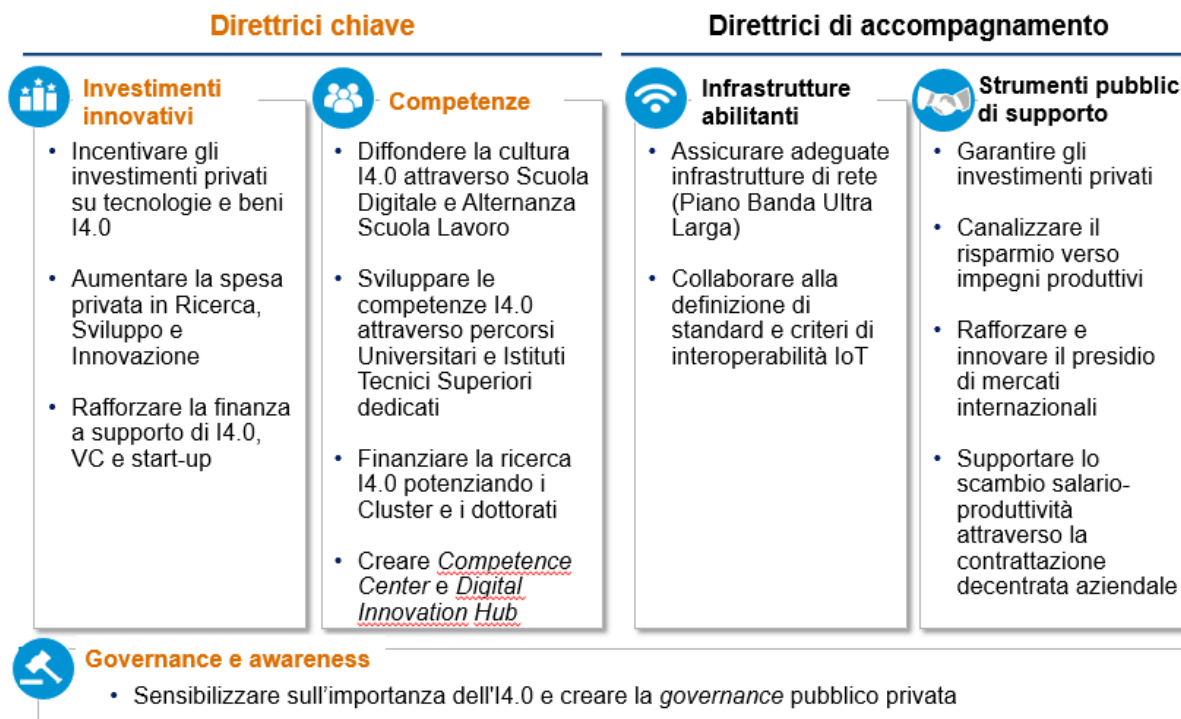 Direttrici chiave
Direttrici di accompagnamento
Investimenti
innovativi
• Incentivare gli
investimenti privati
su tecnologie e beni
I4.0
• Aumentare la spesa
privata in Ricerca,
Sviluppo e
Innovazione
• Rafforzare la finanza
a supporto di I4.0,
VC e start-up
Competenze
• Diffondere la cultura
I4.0 attraverso Scuola
Digitale e Alternanza
Scuola Lavoro
• Sviluppare le
competenze I4.0
attraverso percorsi
Universitari e Istituti
Tecnici Superiori
dedicati
• Finanziare la ricerca
I4.0 potenziando i
Cluster e i dottorati
• Creare Competence
Center e Digital
Innovation Hub
Infrastrutture
abilitanti
• Assicurare adeguate
infrastrutture di rete
(Piano Banda Ultra
Larga)
• Collaborare alla
definizione di
standard e criteri di
interoperabilità IoT
Strumenti pubblic
di supporto
• Garantire gli
investimenti privati
• Canalizzare il
risparmio verso
impegni produttivi
• Rafforzare e
innovare il presidio
di mercati
internazionali
• Supportare lo
scambio salario-
produttività
attraverso la
contrattazione
decentrata aziendale
Governance e awareness
• Sensibilizzare sull’importanza dell'I4.0 e creare la governance pubblico privata